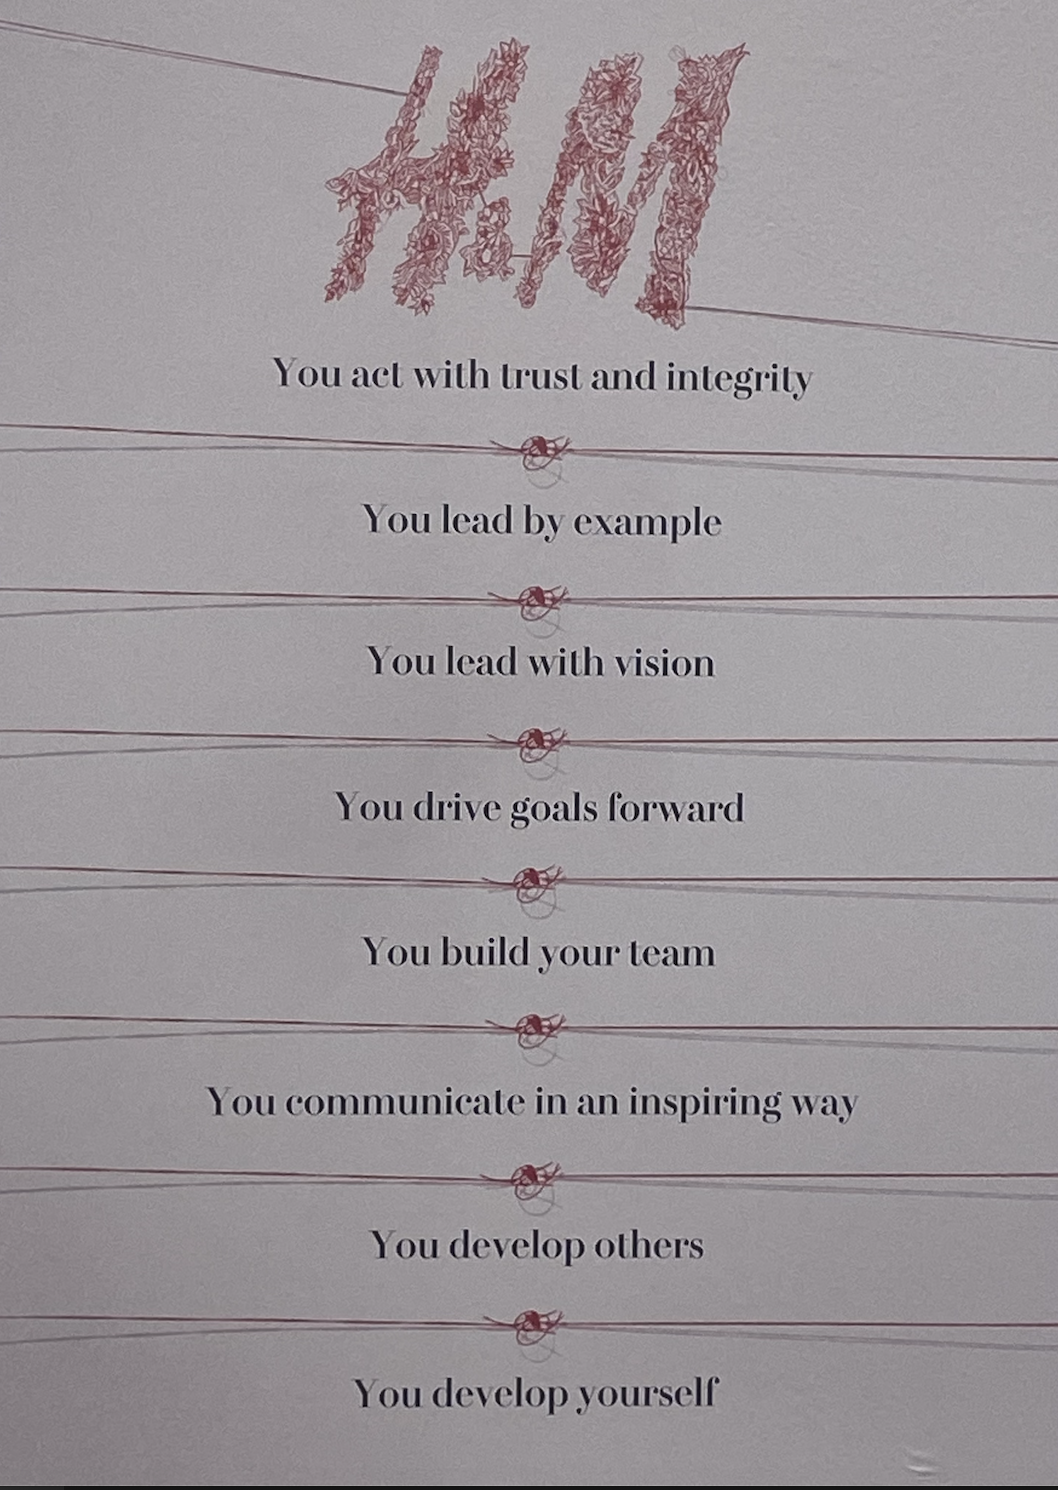 H&M
You act with trust and integrity
You lead by example
You lead with vision
You drive goals forward
You build your team
You communicate in an inspiring way
You develop others
You develop yourself